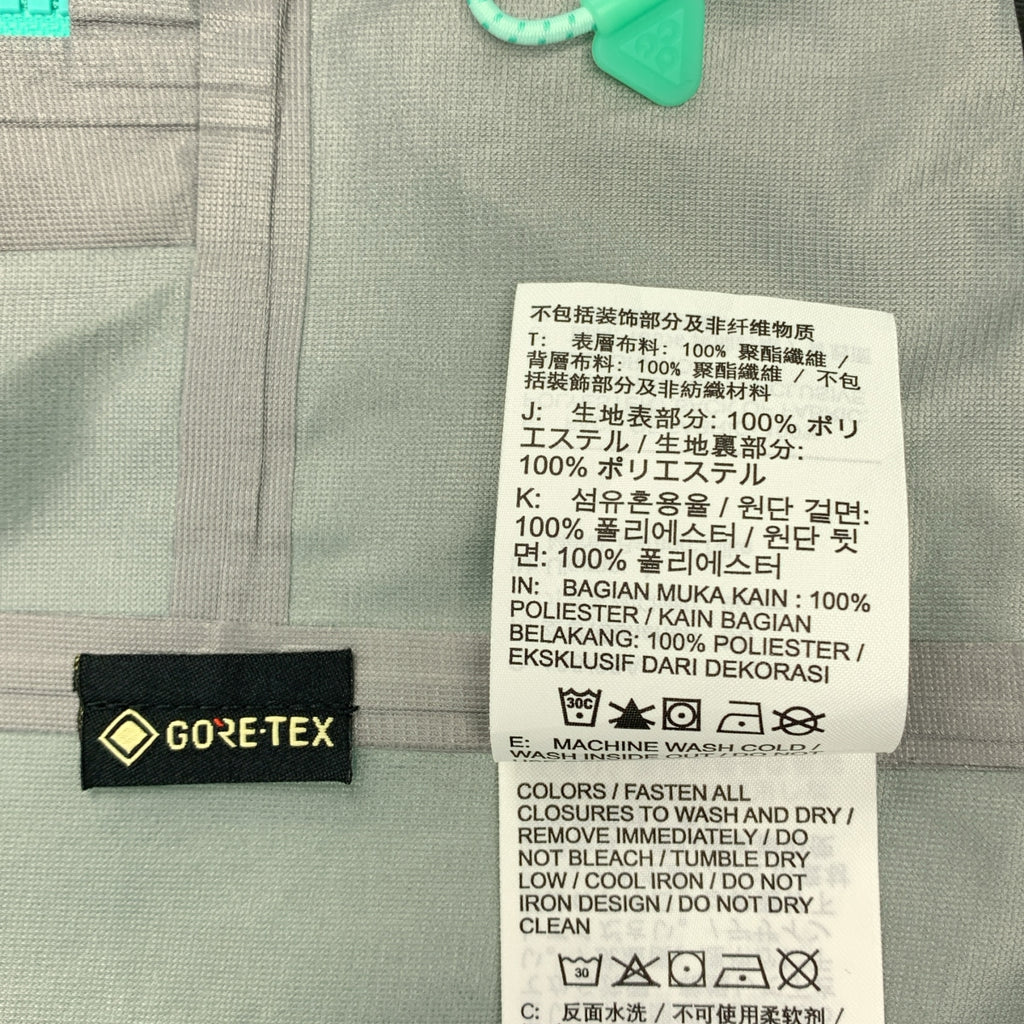 ACG
不包括装饰部分及非纤维物质
T: 表層布料: 100% 聚酯纖維 /
背層布料: 100% 聚酯纖維 / 不包
括裝飾部分及非紡織材料
J: 生地表部分: 100% ポリ
エステル / 生地裏部分:
100% ポリエステル
K: 섬유혼용율 / 원단 겉면:
100% 폴리에스터 / 원단 뒷
면: 100% 폴리에스터
IN: BAGIAN MUKA KAIN : 100%
POLIESTER / KAIN BAGIAN
BELAKANG: 100% POLIESTER /
EKSKLUSIF DARI DEKORASI
30C
E: MACHINE WASH COLD /
WASH INSIDE OUT / DO NOT
GORE-TEX
COLORS / FASTEN ALL
CLOSURES TO WASH AND DRY /
REMOVE IMMEDIATELY / DO
NOT BLEACH / TUMBLE DRY
LOW / COOL IRON / DO NOT
IRON DESIGN / DO NOT DRY
CLEAN
30
C: 反面水洗 / 不可使用柔软剂 /